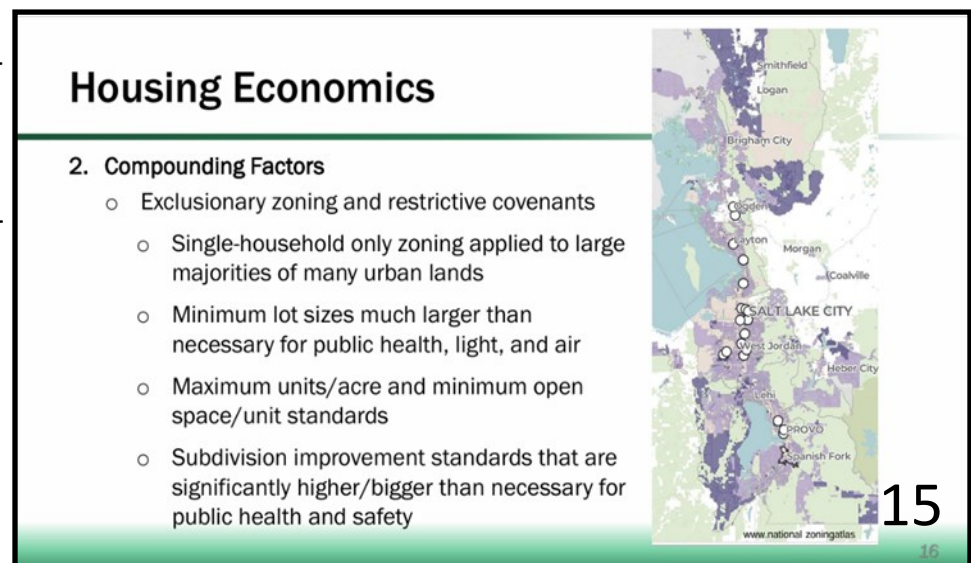 Housing Economics
2. Compounding Factors
o Exclusionary zoning and restrictive covenants
o Single-household only zoning applied to large
majorities of many urban lands
o Minimum lot sizes much larger than
necessary for public health, light, and air
o Maximum units/acre and minimum open
space/unit standards
o Subdivision improvement standards that are
significantly higher/bigger than necessary for
public health and safety
Smithfield
Logan
Brigham City
Ogden
Layton
Morgan
Coalville
SALT LAKE CITY
West Jordan
Heber City
Lehi
PROVO
Spanish Fork
www.national zoningatlas
15
16